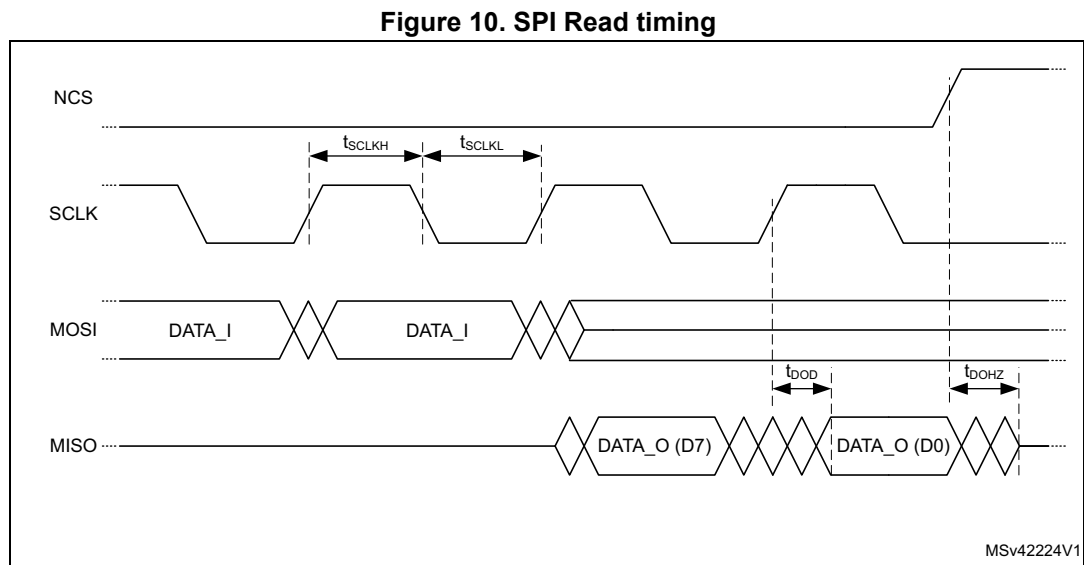 Figure 10. SPI Read timing
NCS
tSCLKH
tSCLKL
SCLK
MOSI
DATA_I
DATA_I
tDOD
tDOHZ
MISO
DATA_O (D7)
DATA_O (D0)
MSv42224V1